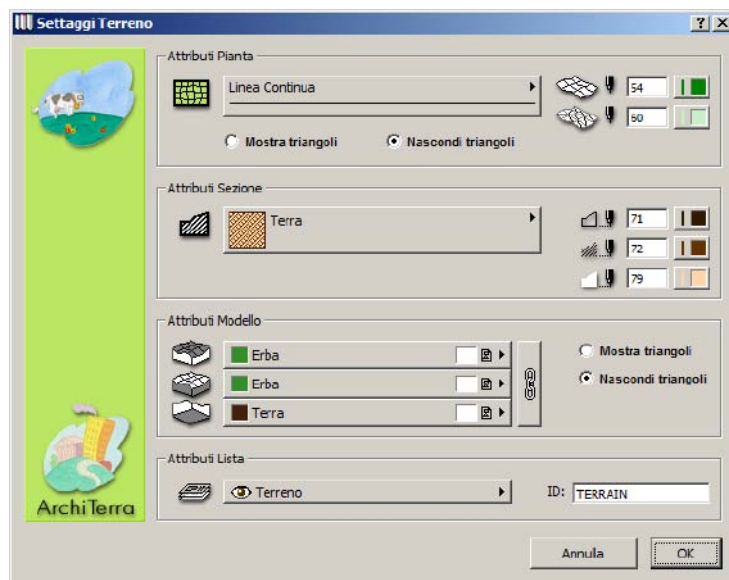 Settaggi Terreno
Attributi Pianta
Linea Continua
54
60
Mostra triangoli
Nascondi triangoli
Attributi Sezione
Terra
71
72
79
Attributi Modello
Erba
Erba
Terra
Mostra triangoli
Nascondi triangoli
Attributi Lista
Terreno
ID: TERRAIN
ArchiTerra
Annulla
OK